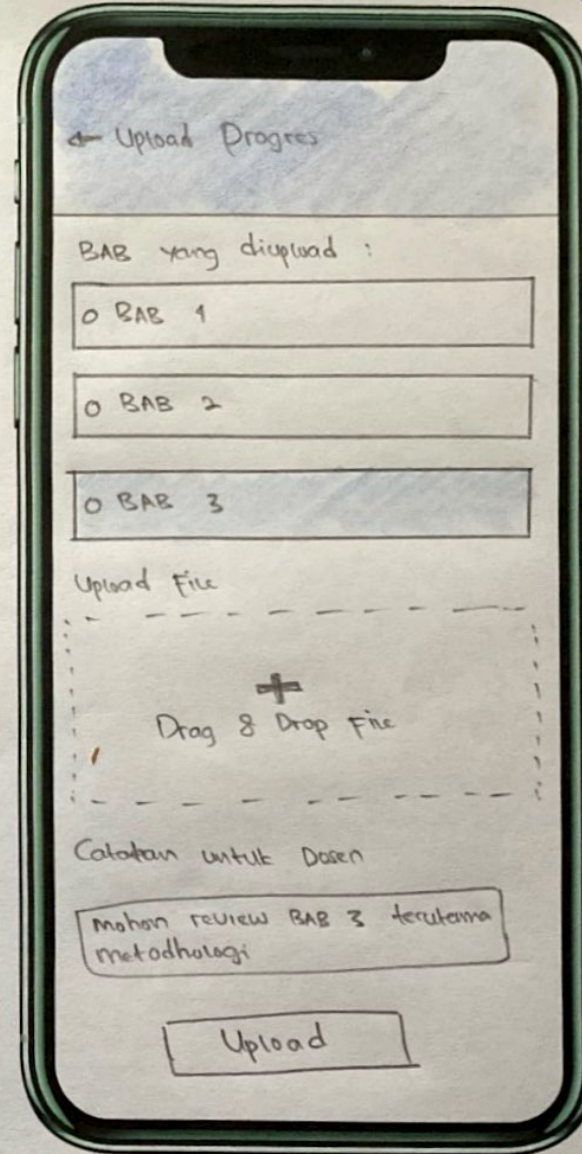 ← Upload Progres
BAB yang diupload :
O BAB 1
O BAB 2
O BAB 3
Upload File
+
Drag & Drop File
Catatan untuk Dosen
Mohon review BAB 3 terutama
metodhologi
Upload